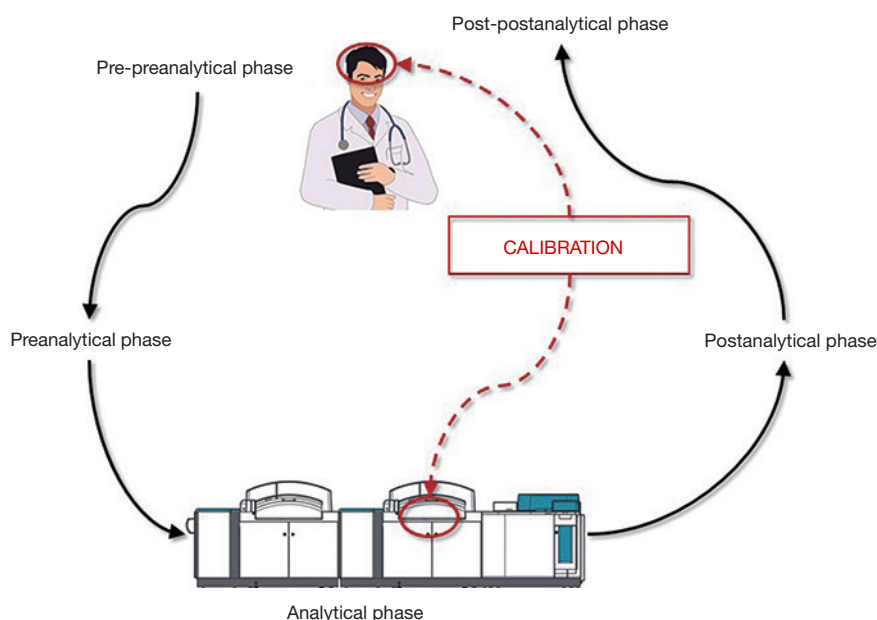 Post-postanalytical phase
Pre-preanalytical phase
CALIBRATION
Preanalytical phase
Postanalytical phase
Analytical phase